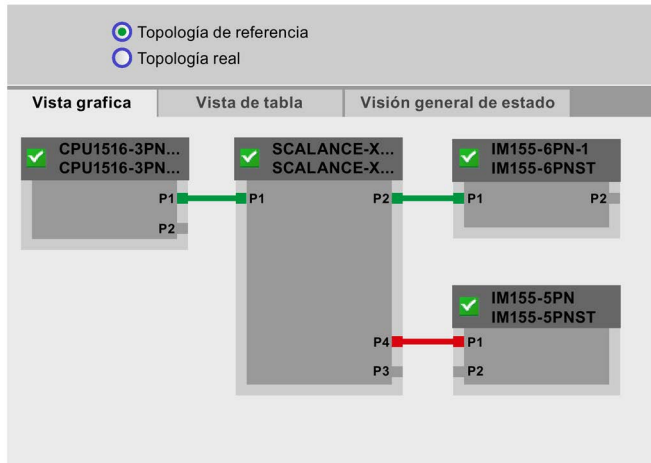 Topología de referencia
Topología real
Vista grafica
Vista de tabla
Visión general de estado
CPU1516-3PN...
CPU1516-3PN...
P1
P2
SCALANCE-X...
SCALANCE-X...
P1
P2
P4
P3
IM155-6PN-1
IM155-6PNST
P1
P2
IM155-5PN
IM155-5PNST
P1
P2